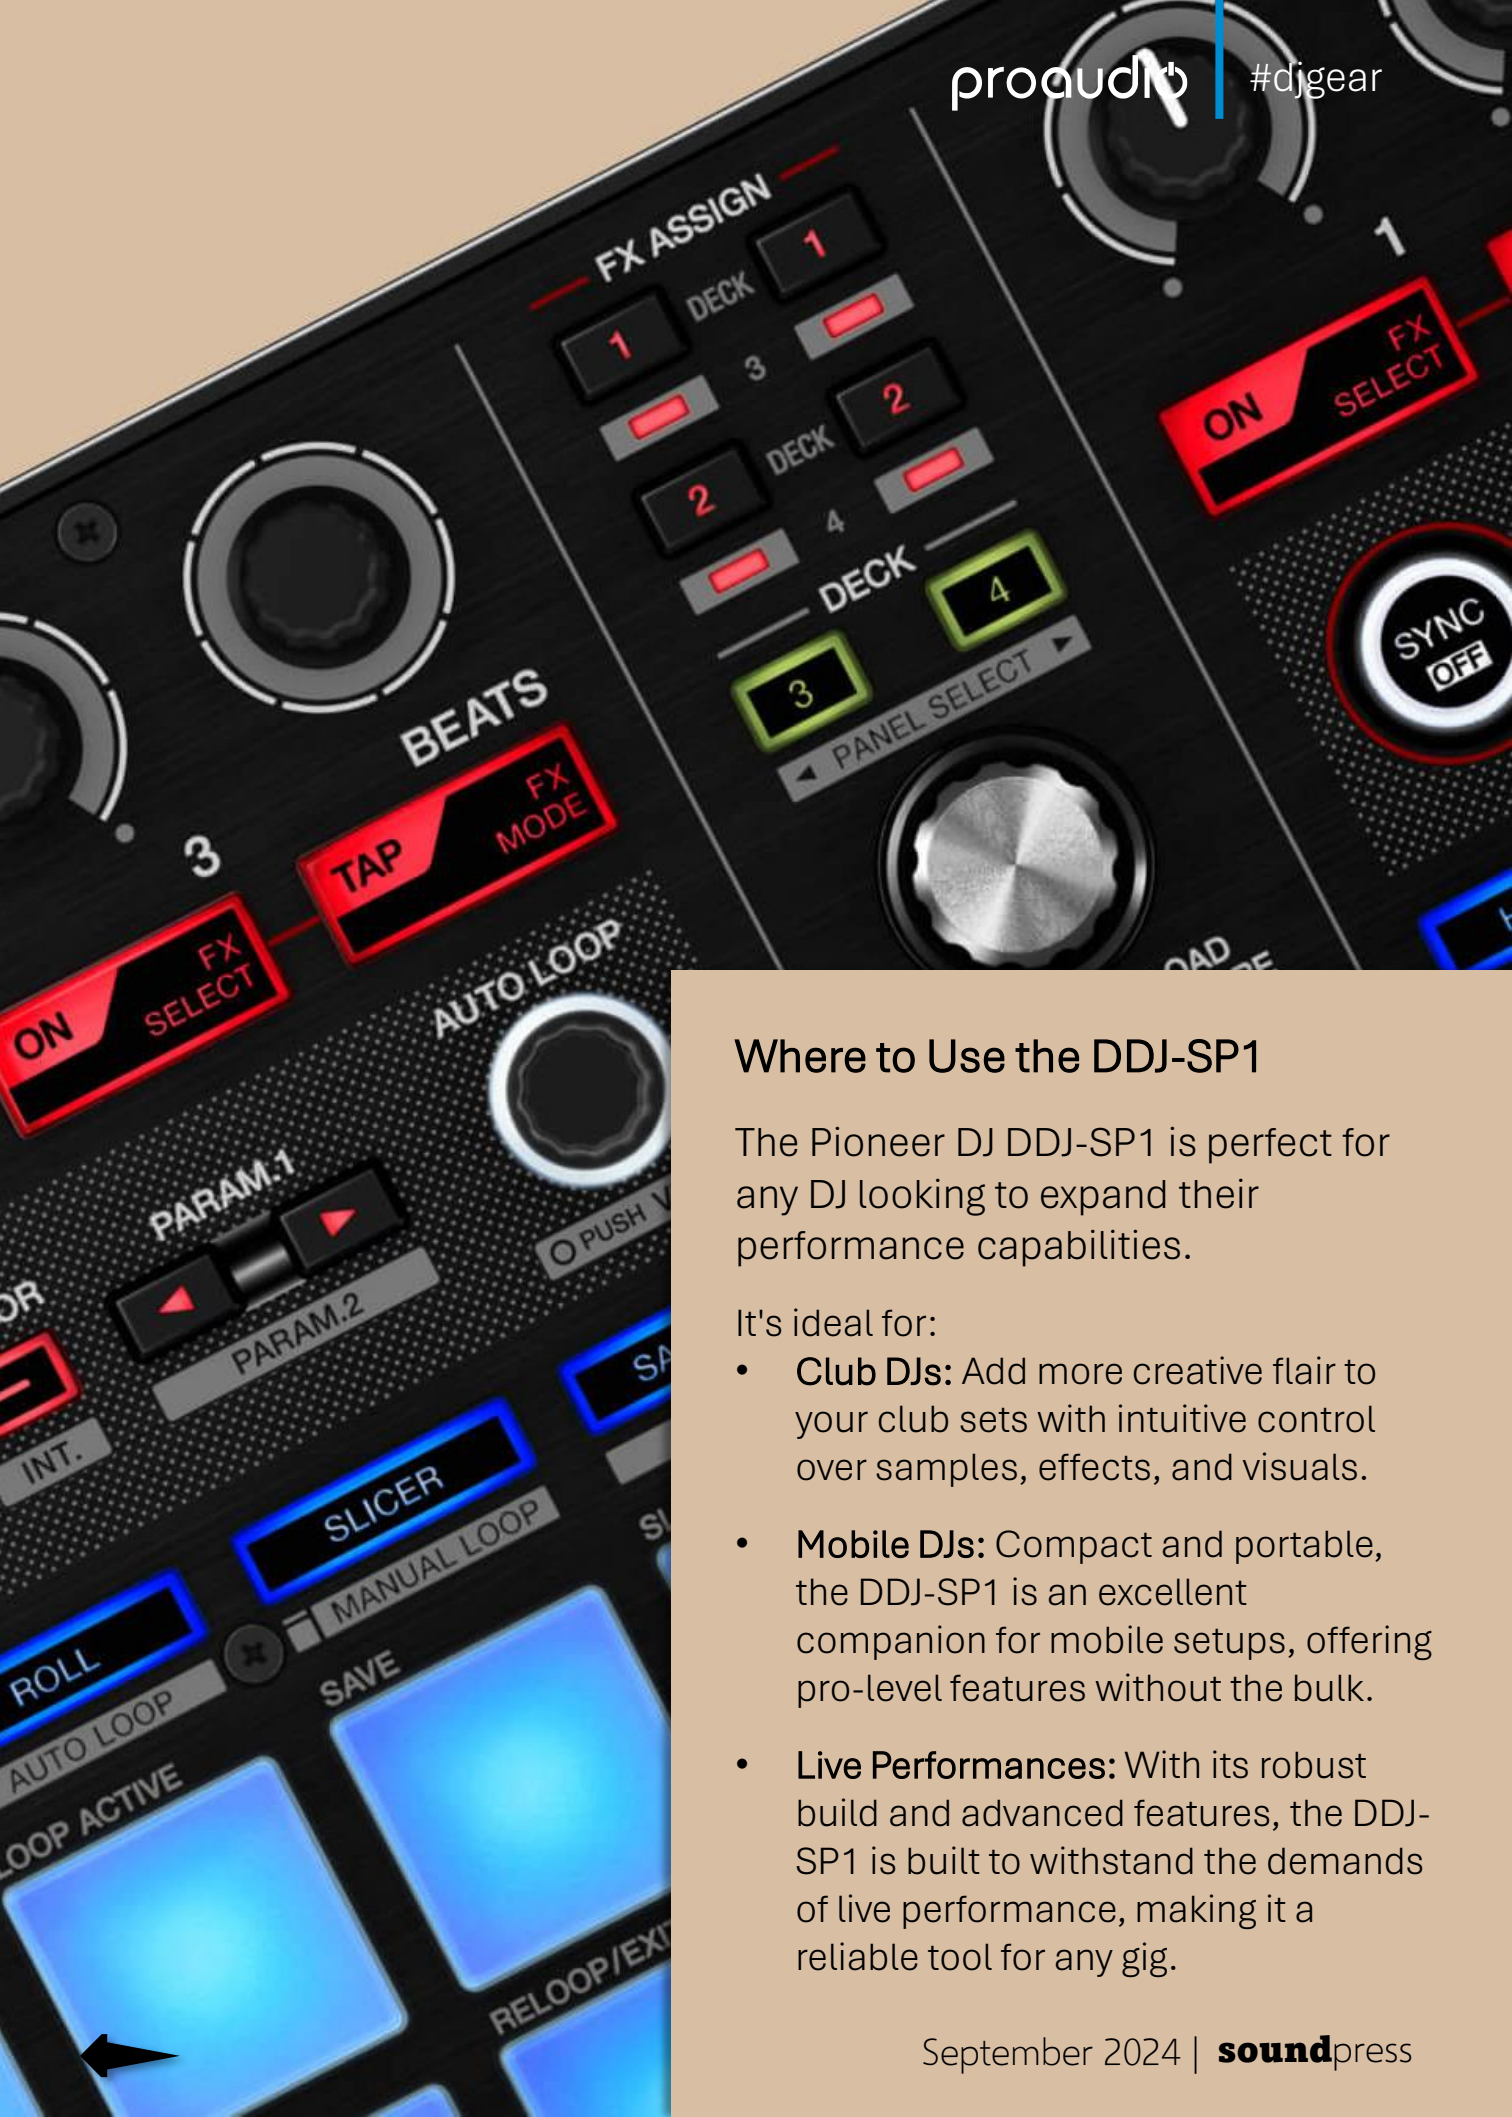 proaudio
#djgear
FX ASSIGN
1
DECK
1
3
2
DECK
2
4
DECK
3
4
PANEL SELECT
1
ON
FX
SELECT
SYNC
OFF
BEATS
TAP
FX
MODE
3
ON
FX
SELECT
AUTO LOOP
PARAM.1
PARAM.2
PUSH
INT.
SLICER
MANUAL LOOP
ROLL
AUTO LOOP
SAVE
LOOP ACTIVE
RELOOP/EXIT
Where to Use the DDJ-SP1
The Pioneer DJ DDJ-SP1 is perfect for
any DJ looking to expand their
performance capabilities.
It's ideal for:
• Club DJs: Add more creative flair to
your club sets with intuitive control
over samples, effects, and visuals.
• Mobile DJs: Compact and portable,
the DDJ-SP1 is an excellent
companion for mobile setups, offering
pro-level features without the bulk.
• Live Performances: With its robust
build and advanced features, the DDJ-
SP1 is built to withstand the demands
of live performance, making it a
reliable tool for any gig.
September 2024 | soundpress